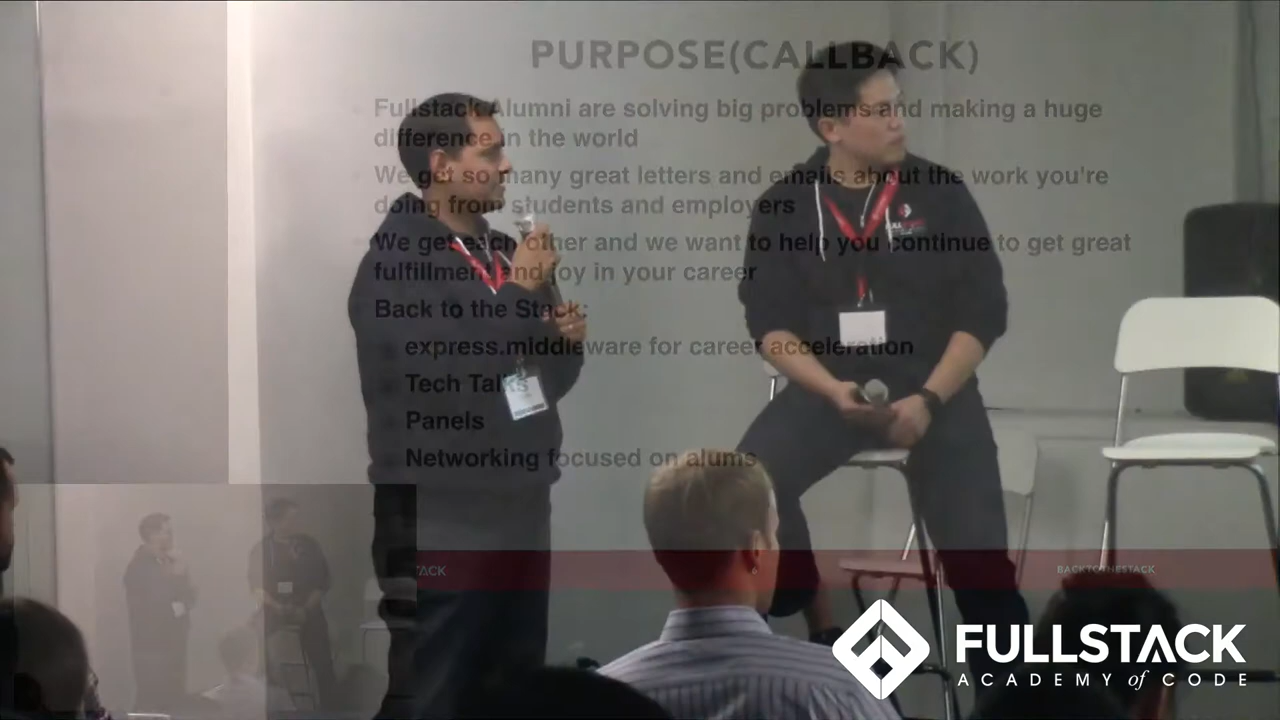 PURPOSE(CALLBACK)
Fullstack Alumni are solving big problems and making a huge
difference in the world
We get so many great letters and emails about the work you're
doing from students and employers
We get each other and we want to help you continue to get great
fulfillment and joy in your career
Back to the Stack:
express.middleware for career acceleration
Tech Talks
Panels
Networking focused on alums
BACKTOTHESTACK
FULLSTACK
ACADEMY of CODE